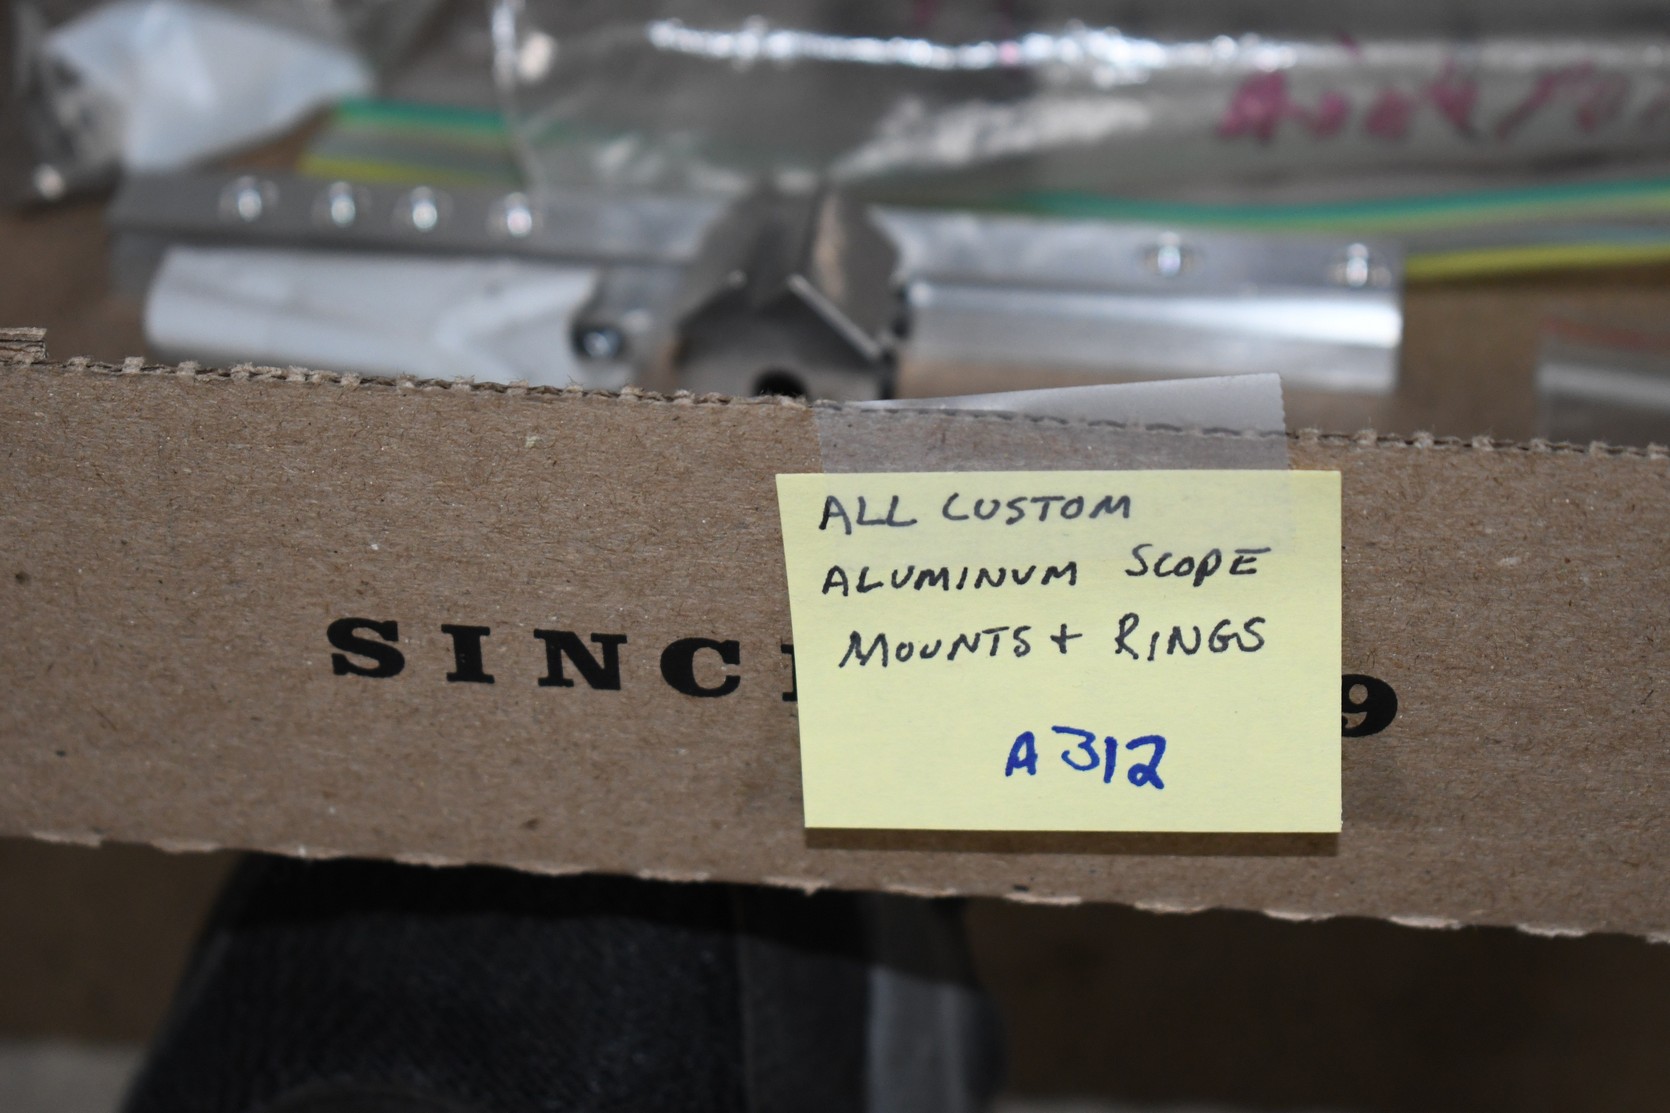 ALL CUSTOM
ALUMINUM SCOPE
MOUNTS + RINGS
A312
SINC
9